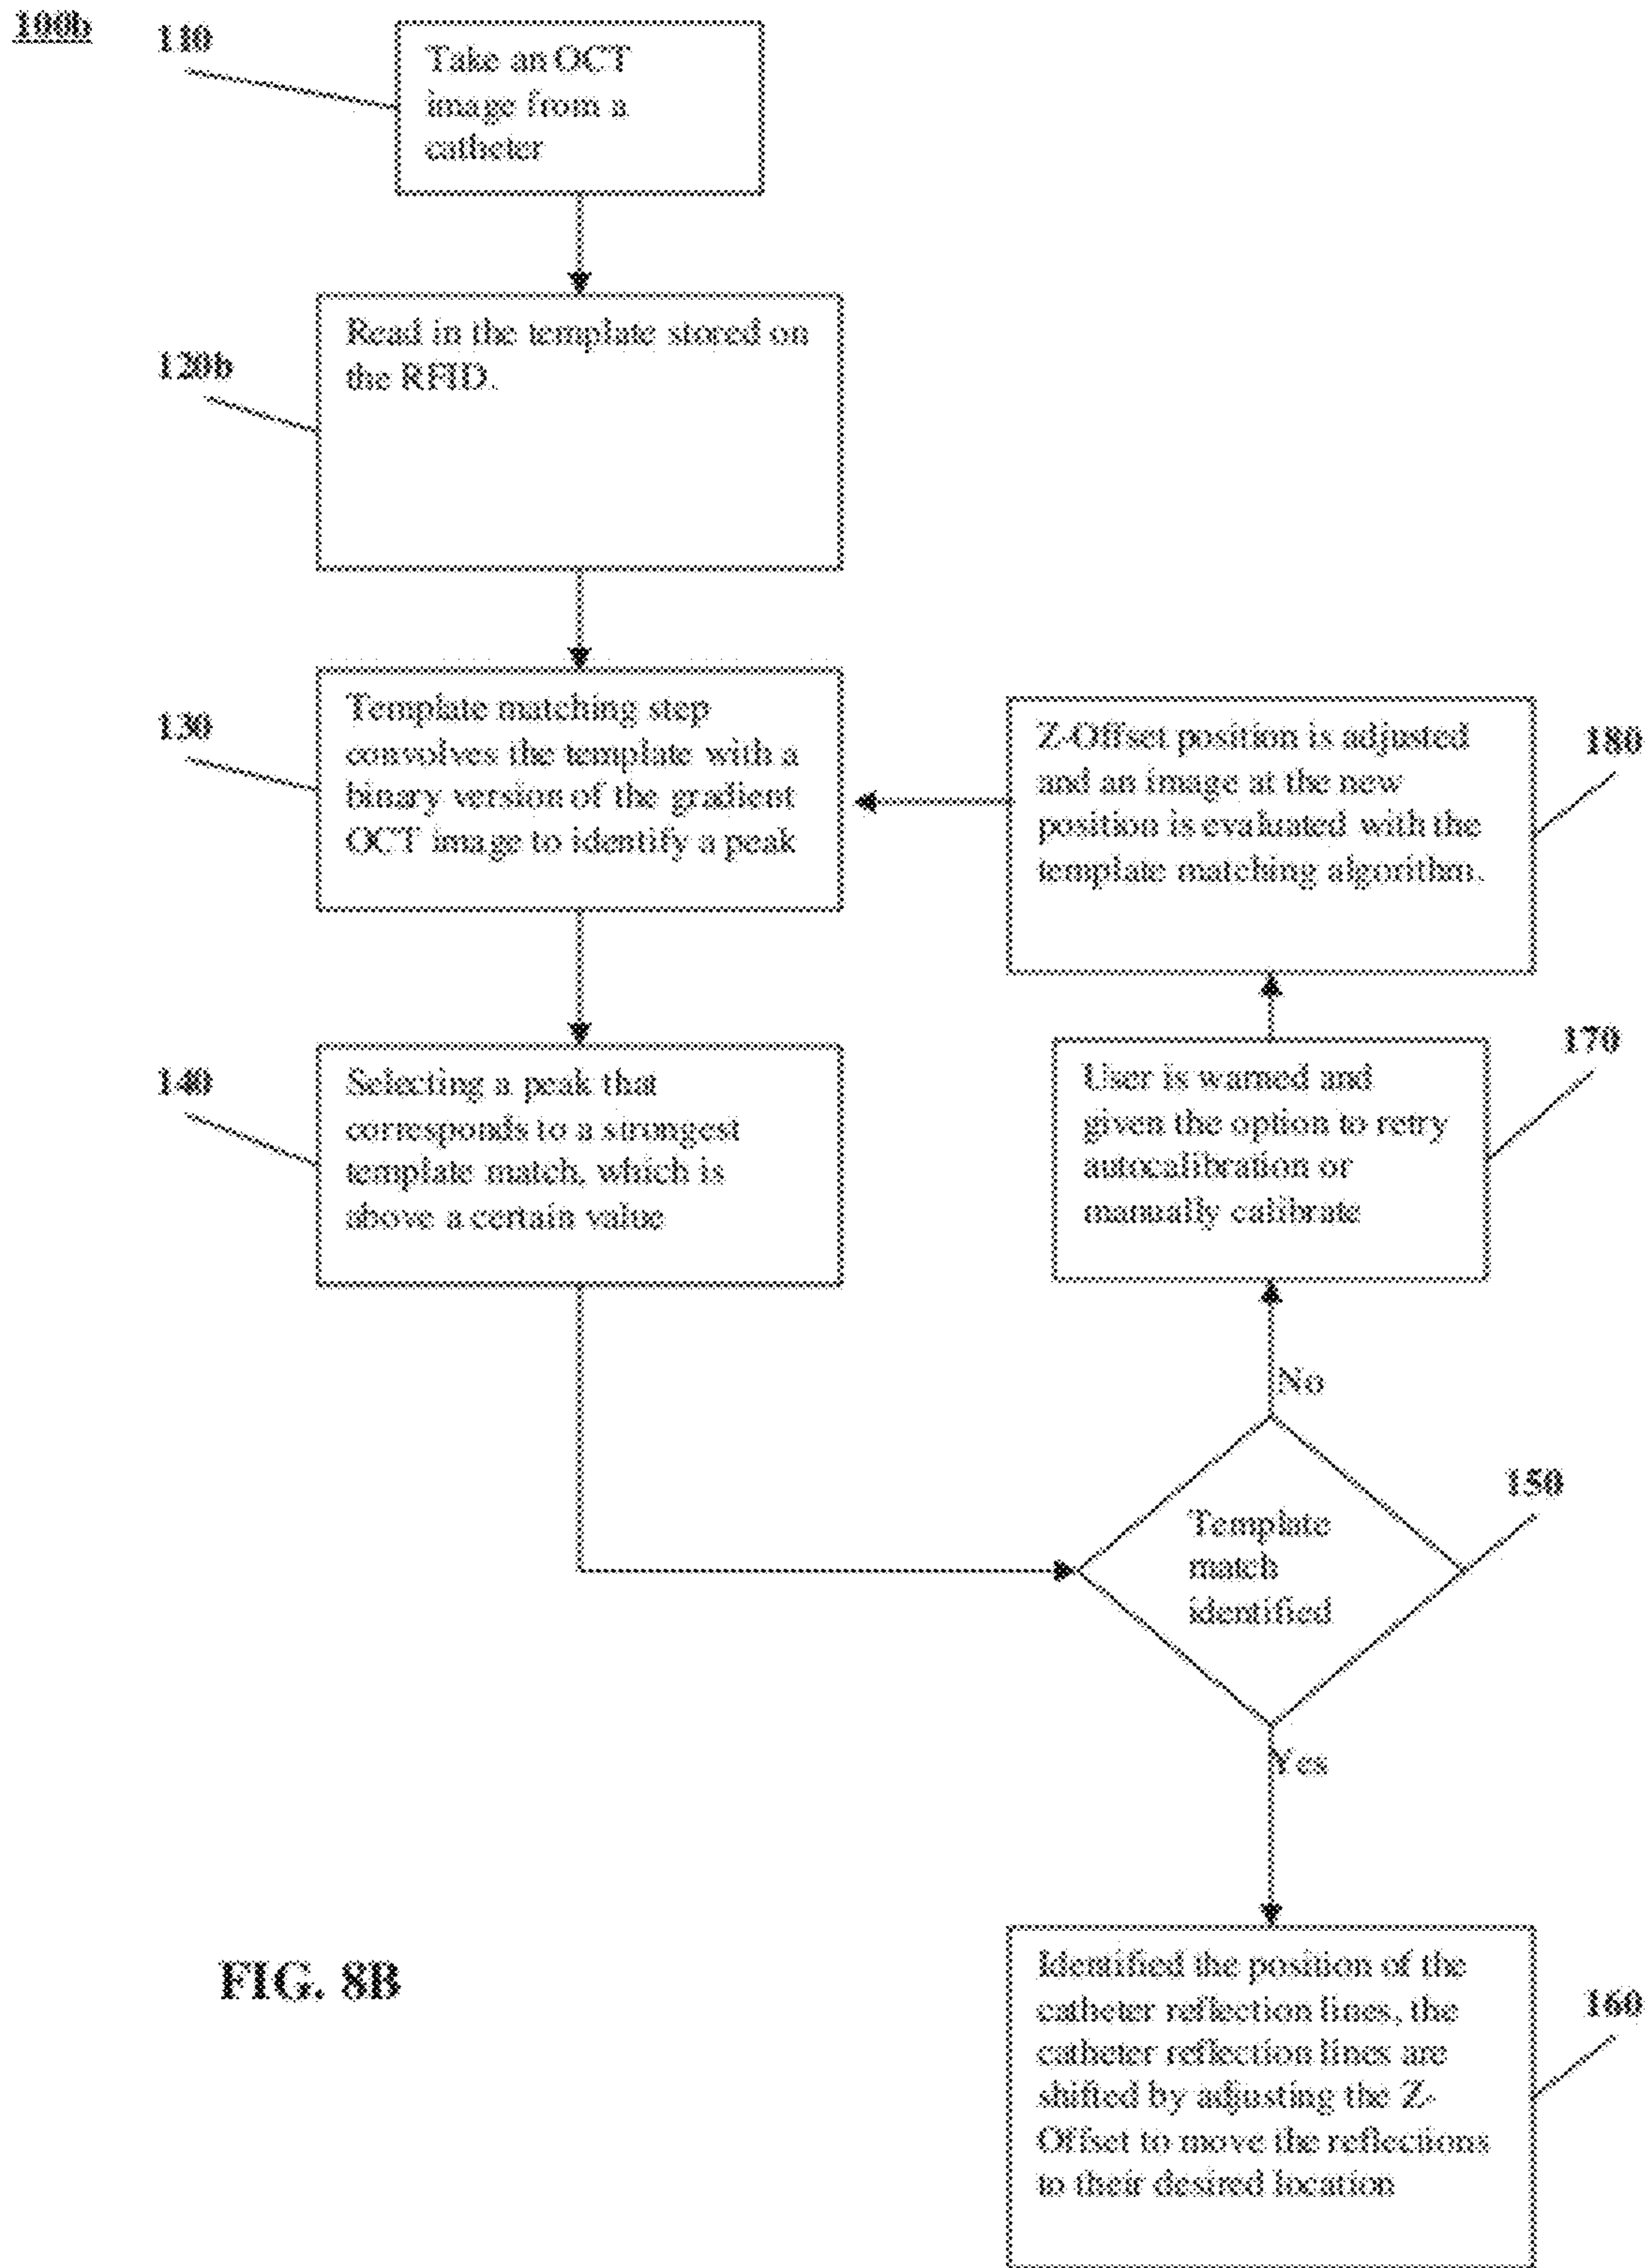 100b
110
Take an OCT
image from a
catheter
120b
Read in the template stored on
the RFID.
130
Template matching step
convolves the template with a
binary version of the gradient
OCT image to identify a peak
180
Z-Offset position is adjusted
and an image at the new
position is evaluated with the
template matching algorithm.
140
Selecting a peak that
corresponds to a strongest
template match, which is
above a certain value
170
User is warned and
given the option to retry
autocalibration or
manually calibrate
No
150
Template
match
identified
Yes
160
Identified the position of the
catheter reflection lines, the
catheter reflection lines are
shifted by adjusting the Z-
Offset to move the reflections
to their desired location
FIG. 8B